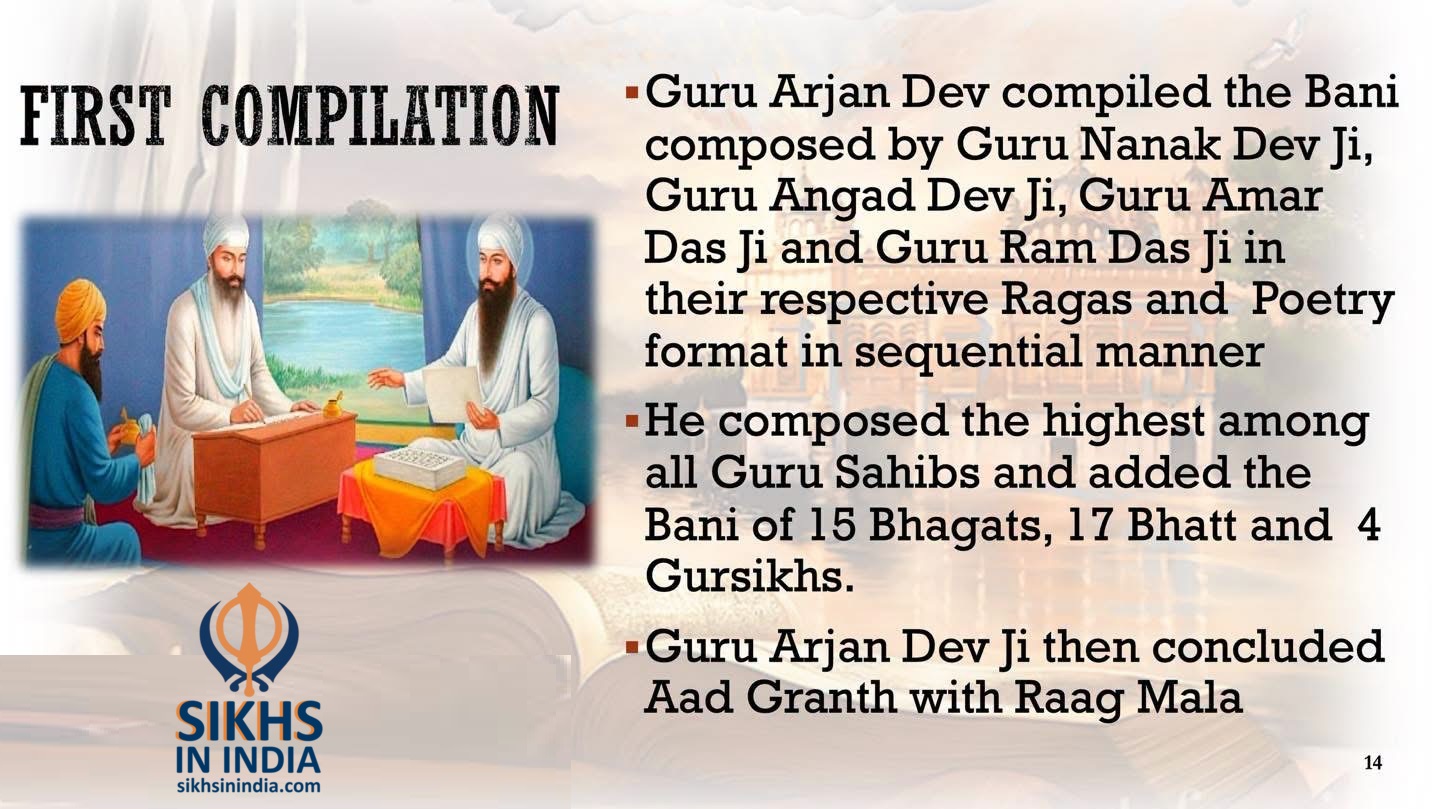 FIRST COMPILATION
▪Guru Arjan Dev compiled the Bani
composed by Guru Nanak Dev Ji,
Guru Angad Dev Ji, Guru Amar
Das Ji and Guru Ram Das Ji in
their respective Ragas and  Poetry
format in sequential manner
▪He composed the highest among
all Guru Sahibs and added the
Bani of 15 Bhagats, 17 Bhatt and  4
Gursikhs.
▪Guru Arjan Dev Ji then concluded
Aad Granth with Raag Mala
SIKHS
IN INDIA
sikhsinindia.com
14